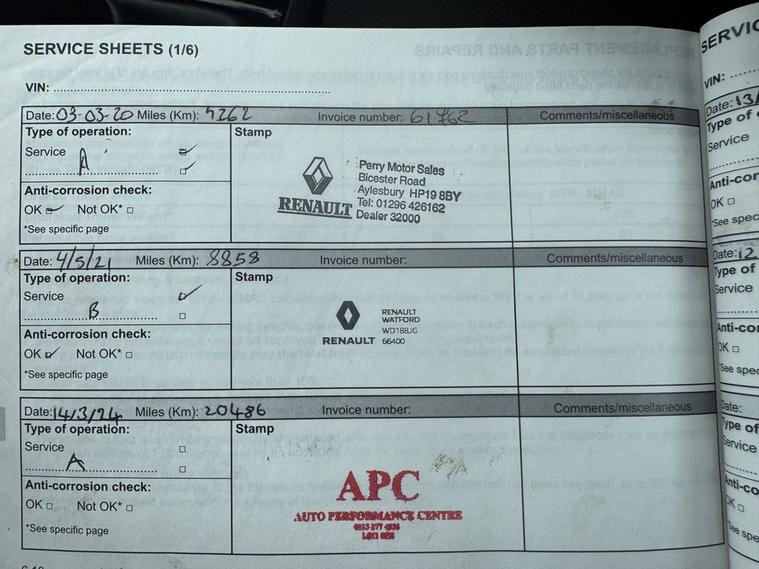 SERVICE SHEETS (1/6)
VIN:
Date: 03-03-20 Miles (Km): 5262 Invoice number: 61762 Comments/miscellaneous
Type of operation: Stamp
Service A
Anti-corrosion check:
OK Not OK*
*See specific page
Perry Motor Sales
Bicester Road
Aylesbury HP19 8BY
Tel: 01296 426162
Dealer 32000
RENAULT
Date: 4/5/21 Miles (Km): 8858 Invoice number: Comments/miscellaneous
Type of operation: Stamp
Service
B
Anti-corrosion check:
OK Not OK*
*See specific page
RENAULT
WATFORD
WD188JG
66400
RENAULT
Date: 14/3/24 Miles (Km): 20486 Invoice number: Comments/miscellaneous
Type of operation: Stamp
Service
A
Anti-corrosion check:
OK Not OK*
*See specific page
APC
AUTO PERFORMANCE CENTRE
SERVIC
VIN:
Date: 13/
Type of
Service
Anti-cor
OK
*See spec
Date: 12
Type of
Service
Anti-co
OK
*See spe
Date:
Type of
Service
Anti-co
OK